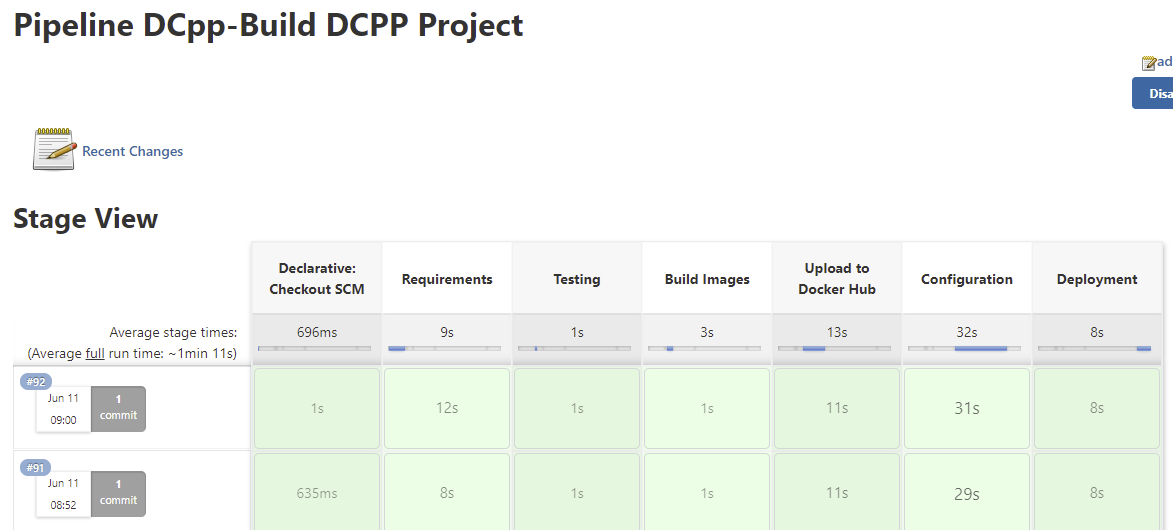 Pipeline DCpp-Build DCPP Project
ad
Disa
Recent Changes
Stage View
Declarative: Checkout SCM
Requirements
Testing
Build Images
Upload to Docker Hub
Configuration
Deployment
Average stage times:
(Average full run time: ~1min 11s)
696ms
9s
1s
3s
13s
32s
8s
#92
Jun 11
09:00
1
commit
1s
12s
1s
1s
11s
31s
8s
#91
Jun 11
08:52
1
commit
635ms
8s
1s
1s
11s
29s
8s